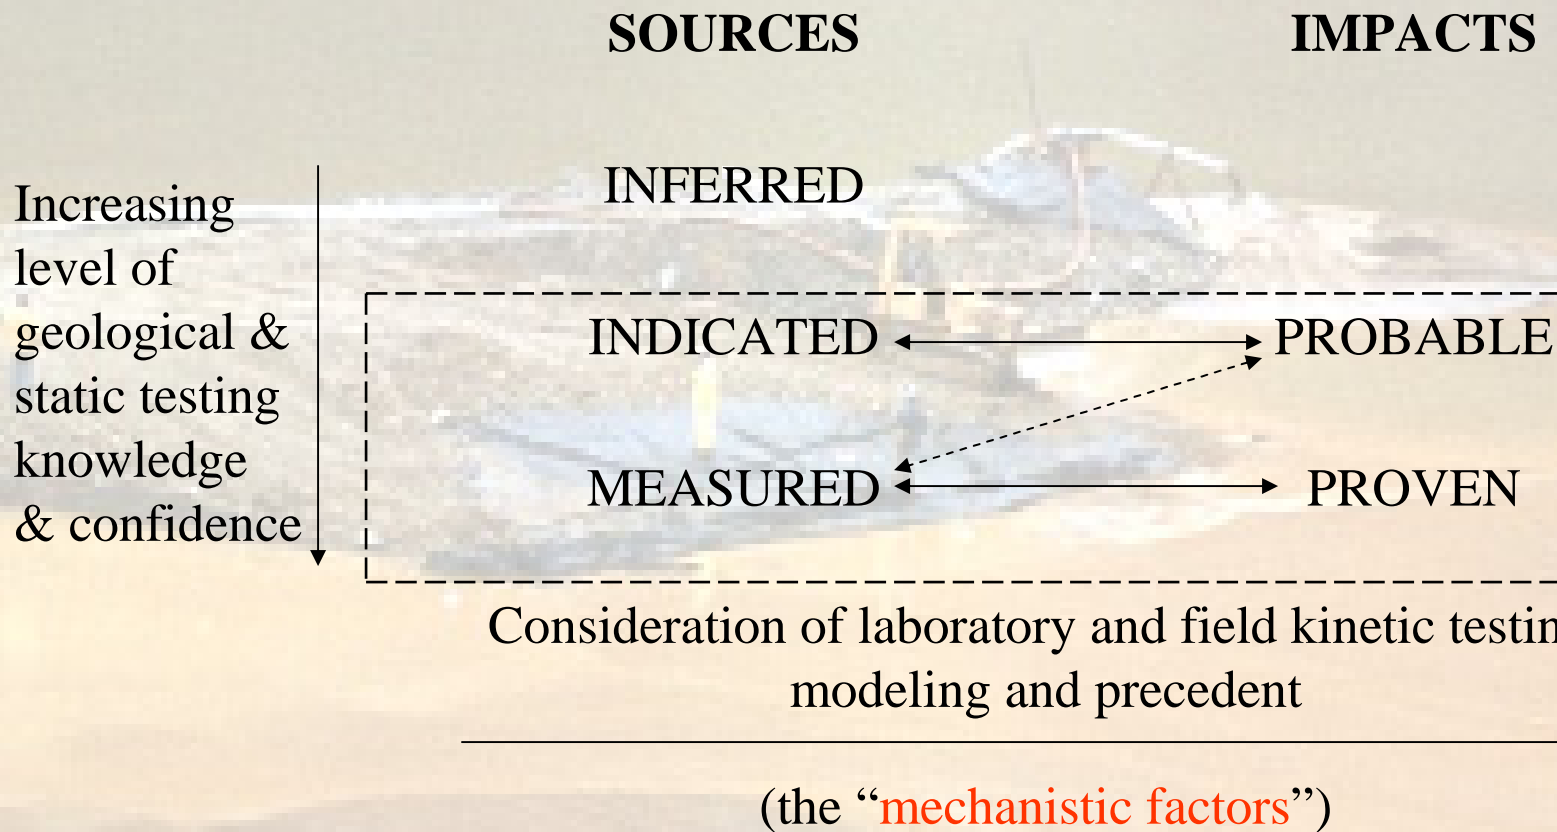 SOURCES IMPACTS
INFERRED
Increasing
level of
geological &
static testing
knowledge
& confidence
INDICATED PROBABLE
MEASURED PROVEN
Consideration of laboratory and field kinetic testin
modeling and precedent
(the “mechanistic factors”)